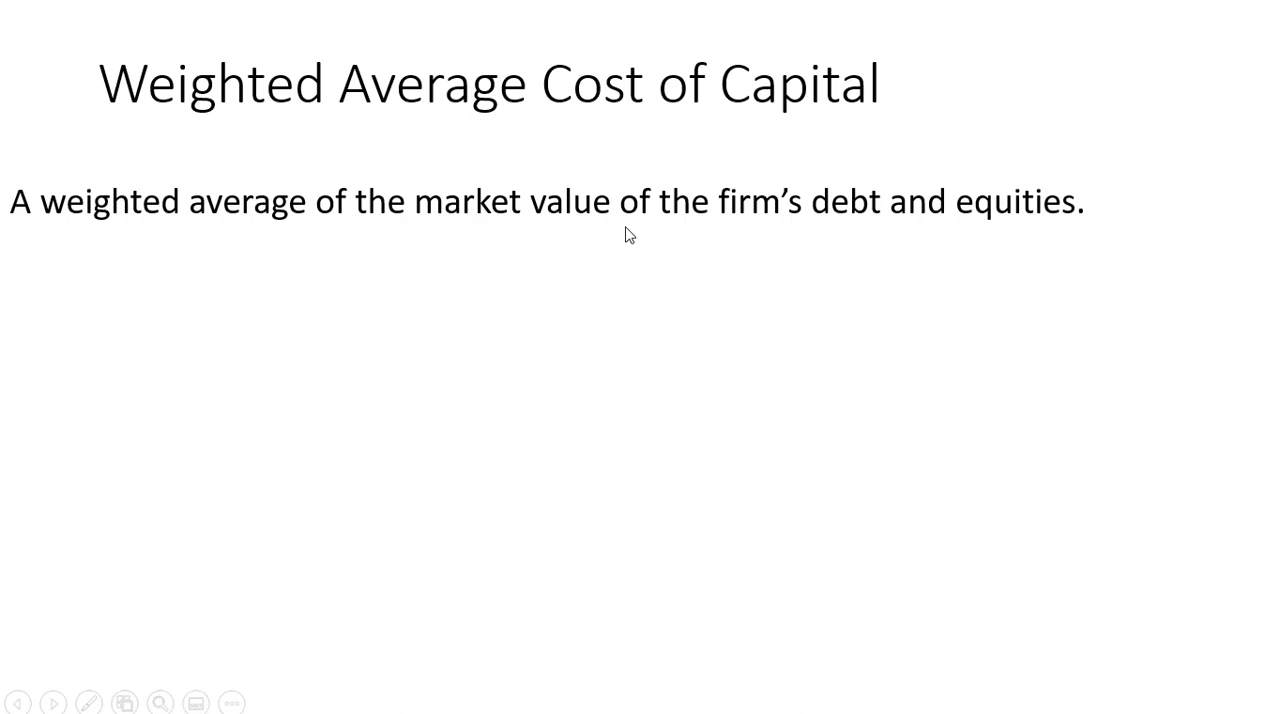 Weighted Average Cost of Capital
A weighted average of the market value of the firm’s debt and equities.